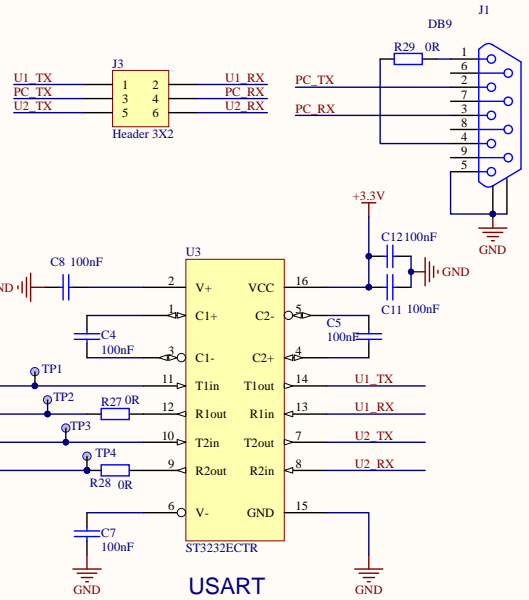 J1
DB9
R29 0R
1
6
2
7
3
8
4
9
5
PC_TX
PC_RX
GND
J3
U1_TX 1 2 U1_RX
PC_TX 3 4 PC_RX
U2_TX 5 6 U2_RX
Header 3X2
+3.3V
C12 100nF
GND
C11 100nF
U3
C8 100nF
ND
2 V+ VCC 16
1 C1+ C2- 5
C4
100nF
C5
100nF
3 C1- C2+ 4
TP1
11 T1in T1out 14 U1_TX
TP2
R27 0R
12 R1out R1in 13 U1_RX
TP3
10 T2in T2out 7 U2_TX
TP4
9 R2out R2in 8 U2_RX
R28 0R
6 V- GND 15
C7
100nF
ST3232ECTR
GND
USART
GND